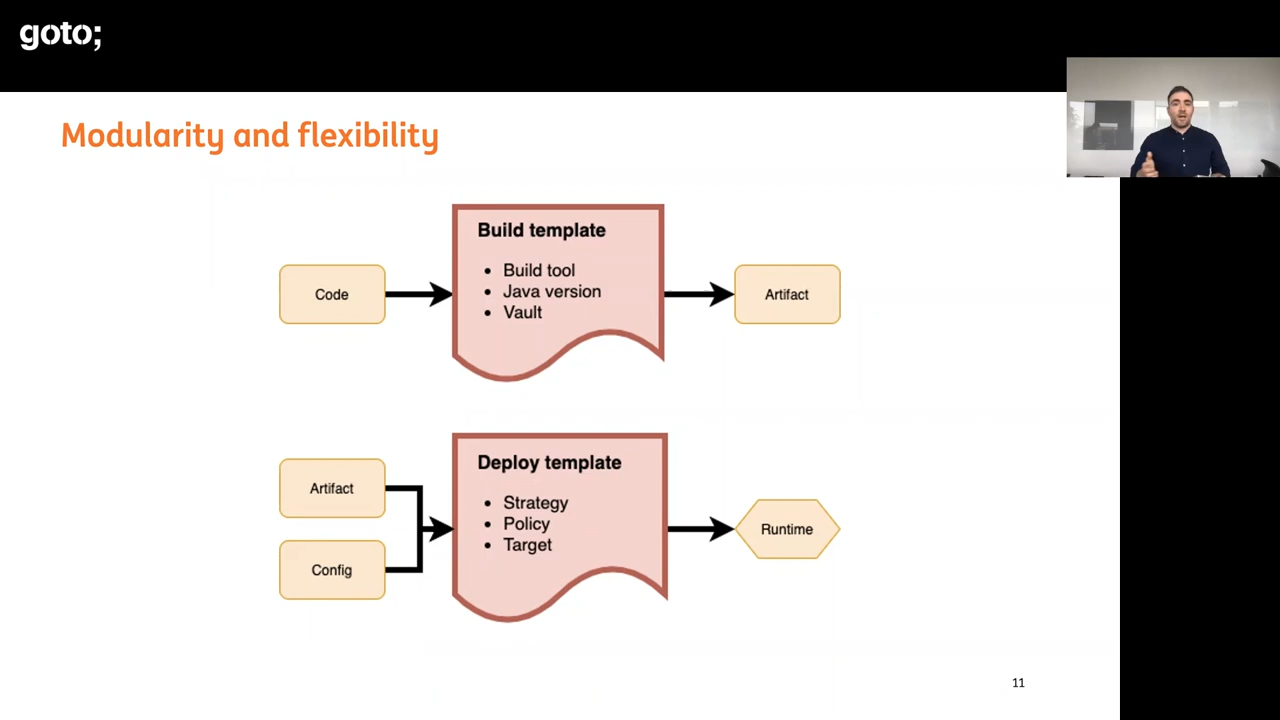 goto;
Modularity and flexibility
Build template
• Build tool
• Java version
• Vault
Code
Artifact
Deploy template
• Strategy
• Policy
• Target
Artifact
Config
Runtime
11